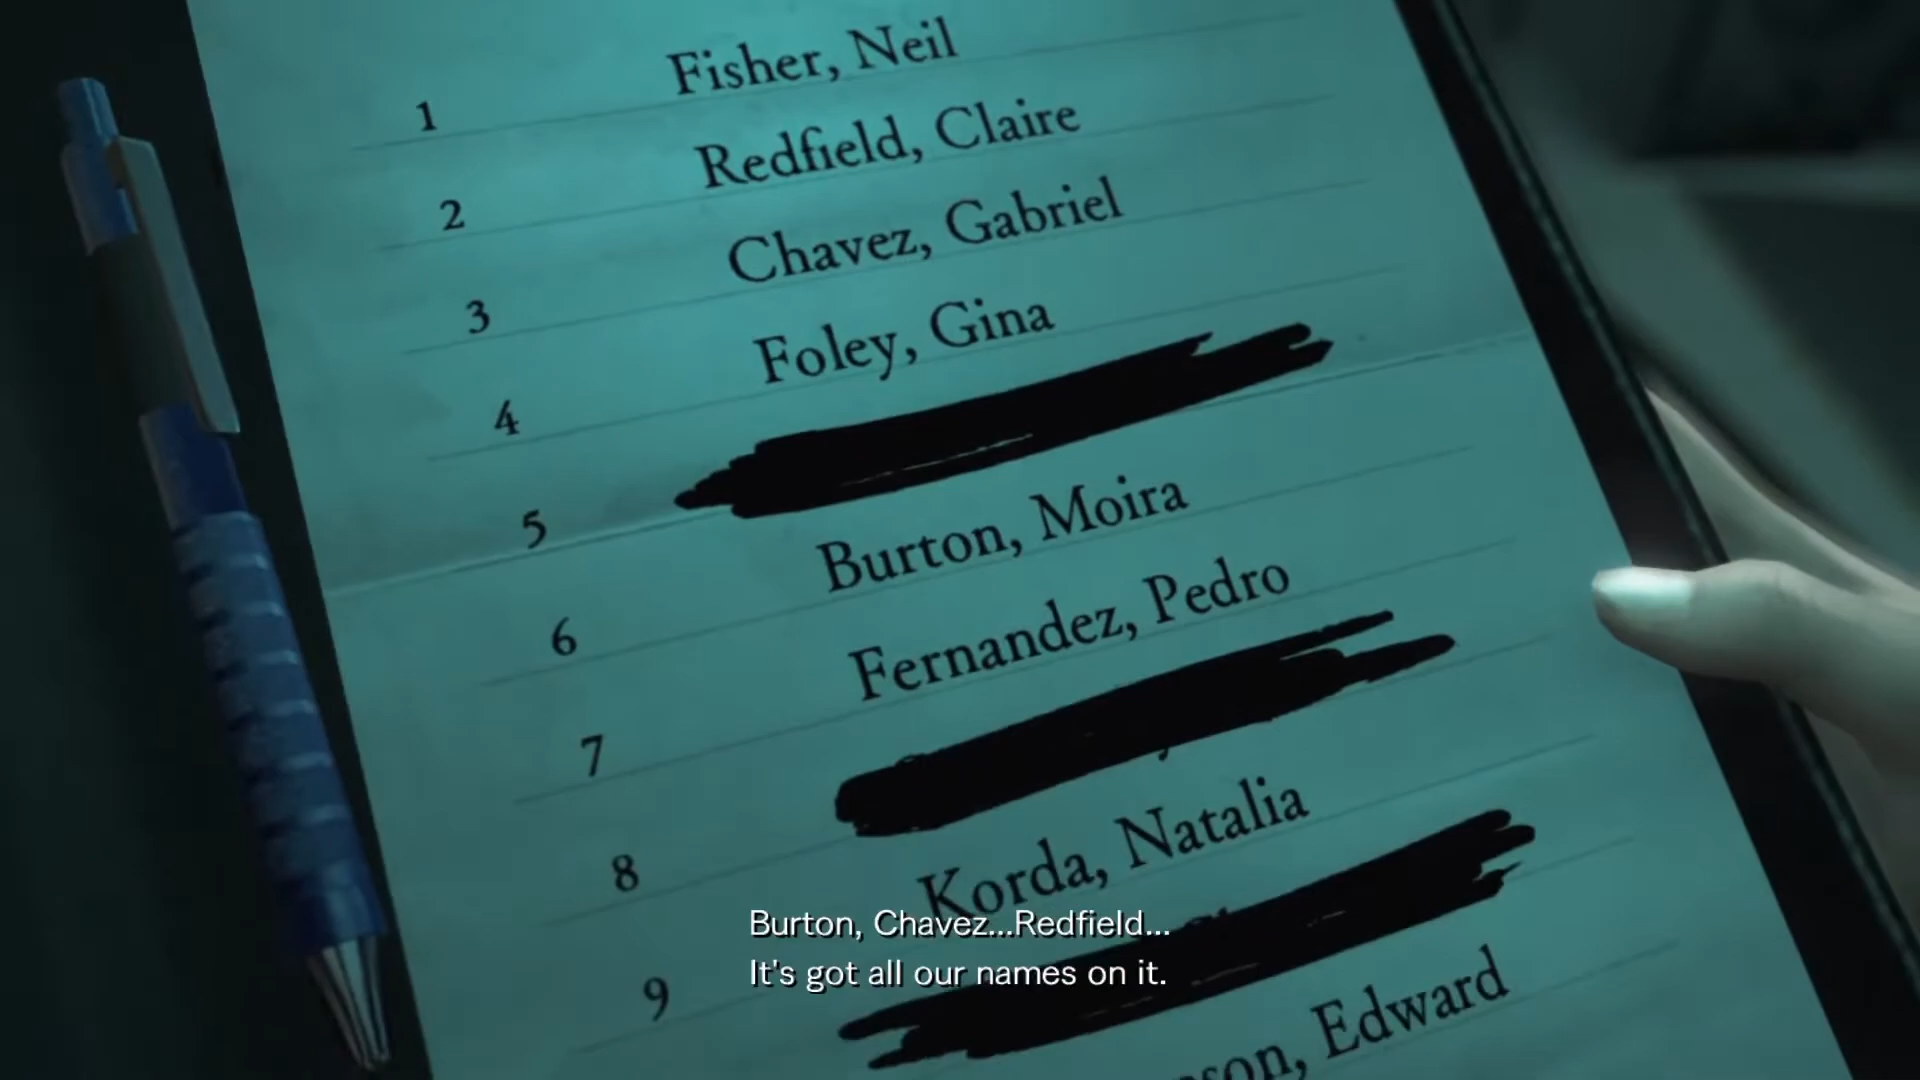 1 Fisher, Neil
2 Redfield, Claire
3 Chavez, Gabriel
4 Foley, Gina
5
6 Burton, Moira
7 Fernandez, Pedro
8
9 Korda, Natalia
Edward
Burton, Chavez...Redfield...
It's got all our names on it.